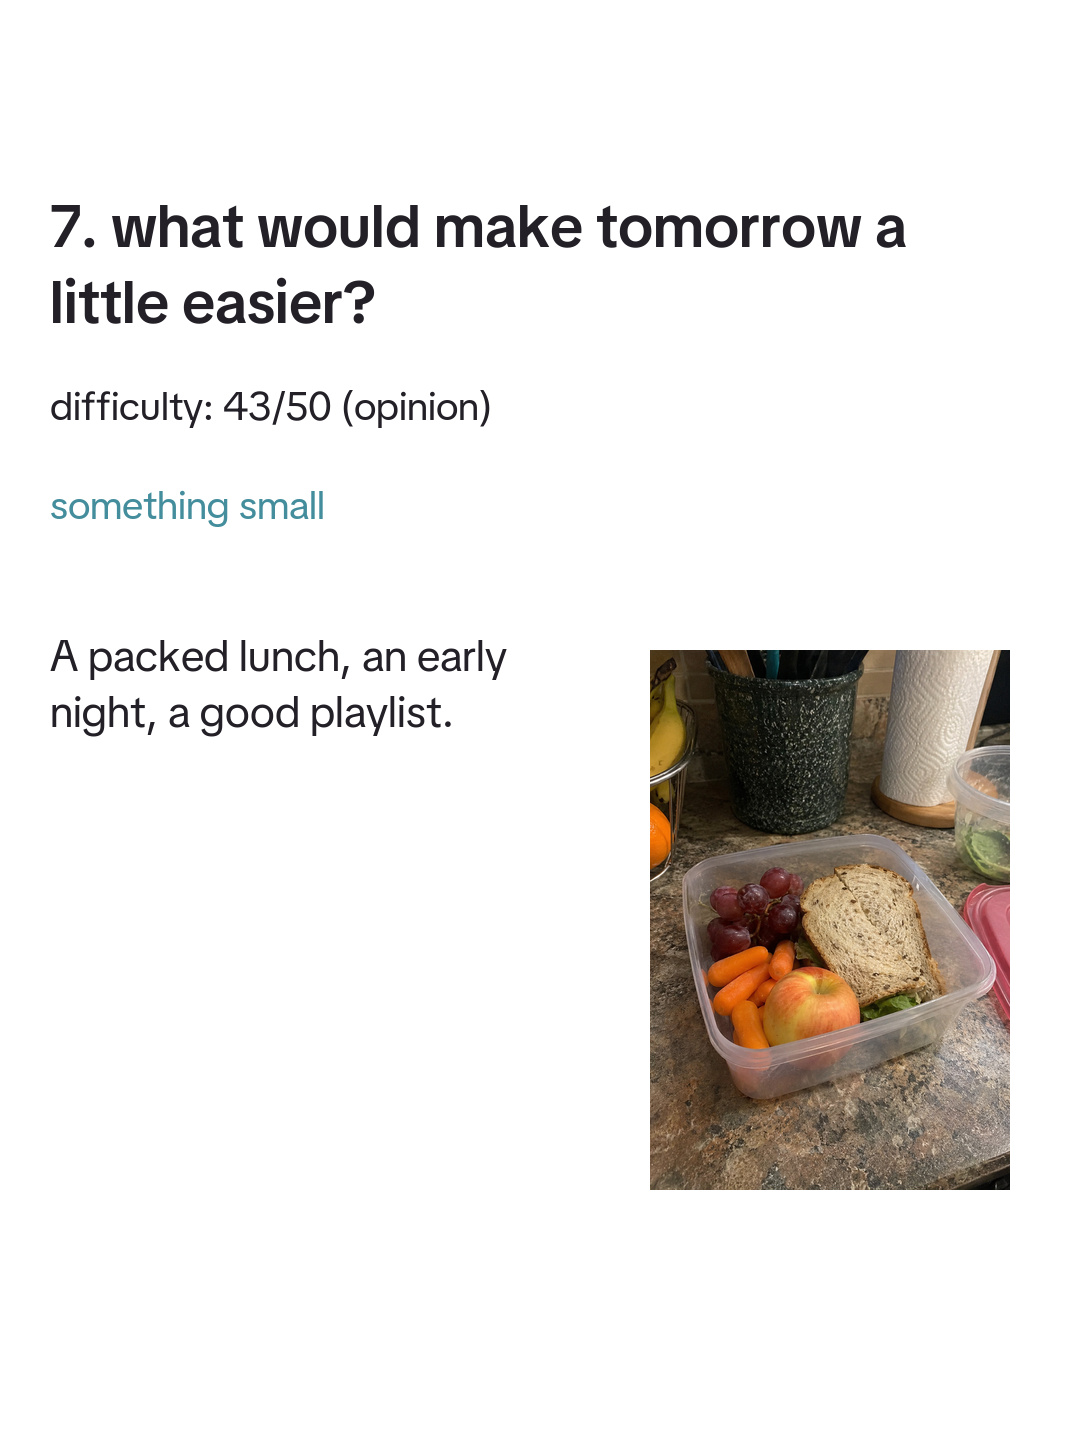 7. what would make tomorrow a
little easier?
difficulty: 43/50 (opinion)
something small
A packed lunch, an early
night, a good playlist.